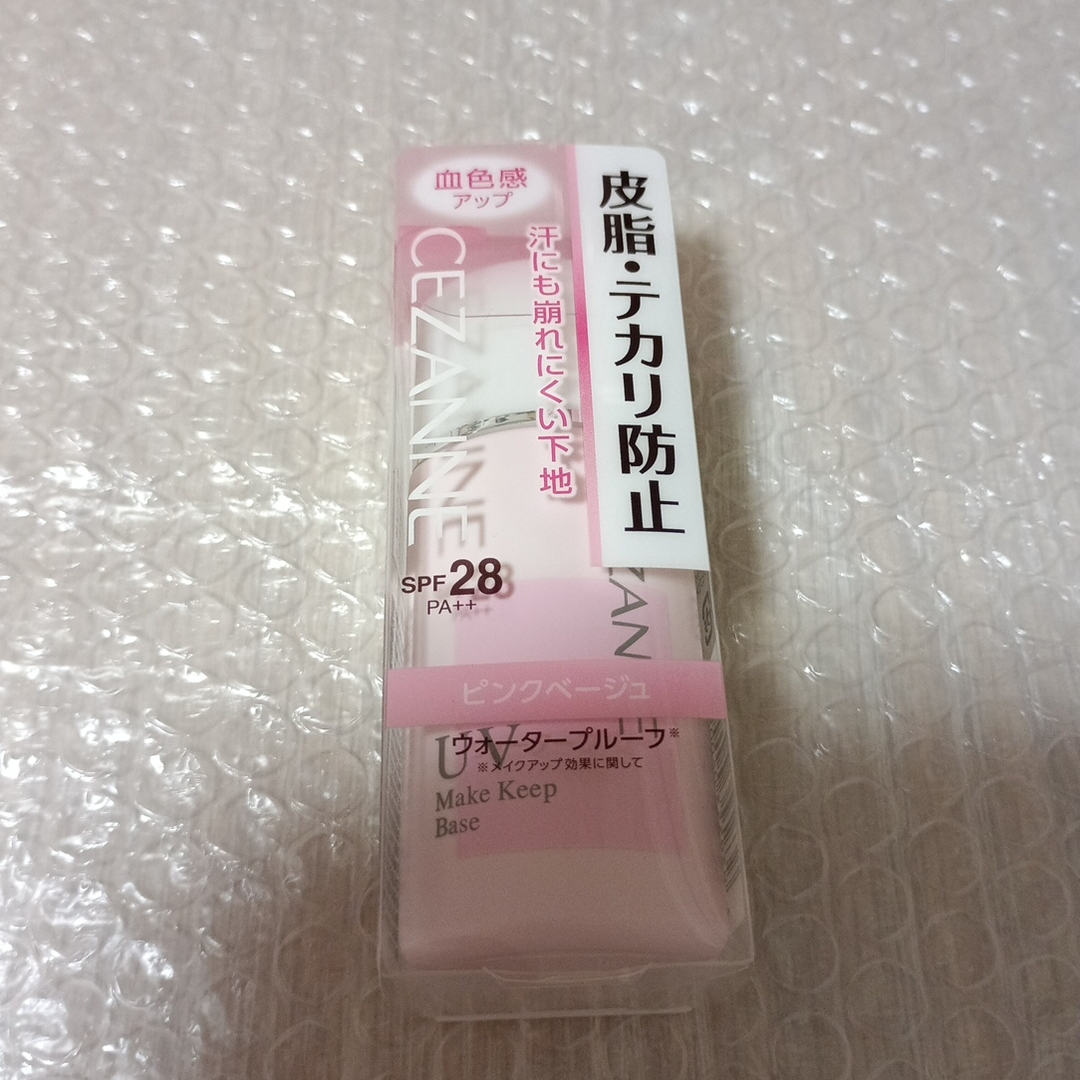 血色感
アップ
皮脂・テカリ防止
汗にも崩れにくい下地
CEZANNE
SPF28
PA++
ピンクベージュ
ウォータープルーフ※
※メイクアップ効果に関して
UV
Make Keep
Base